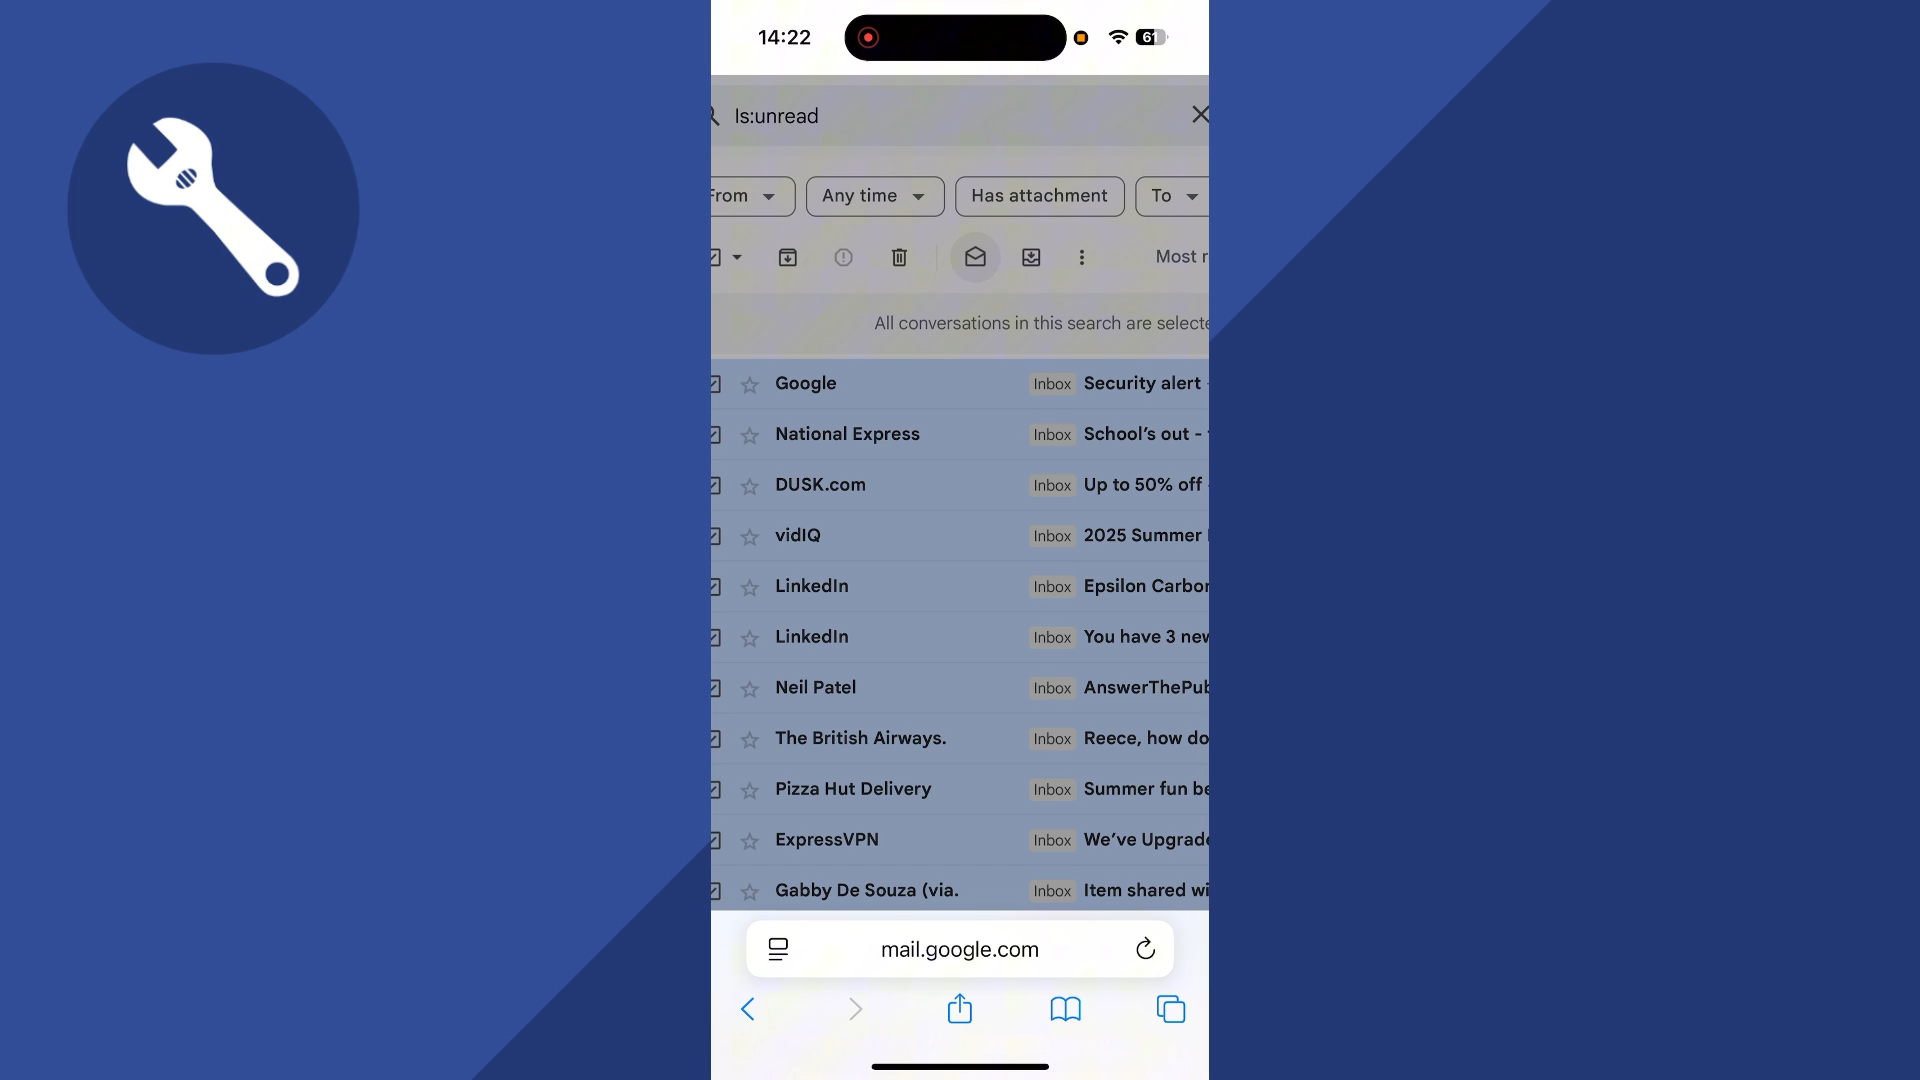 14:22
61
Is:unread
From
Any time
Has attachment
To
Most r
All conversations in this search are selecte
Google Inbox Security alert -
National Express Inbox School's out -
DUSK.com Inbox Up to 50% off -
vidIQ Inbox 2025 Summer
LinkedIn Inbox Epsilon Carbon
LinkedIn Inbox You have 3 new
Neil Patel Inbox AnswerThePub
The British Airways. Inbox Reece, how do
Pizza Hut Delivery Inbox Summer fun be
ExpressVPN Inbox We've Upgrade
Gabby De Souza (via. Inbox Item shared wi
mail.google.com